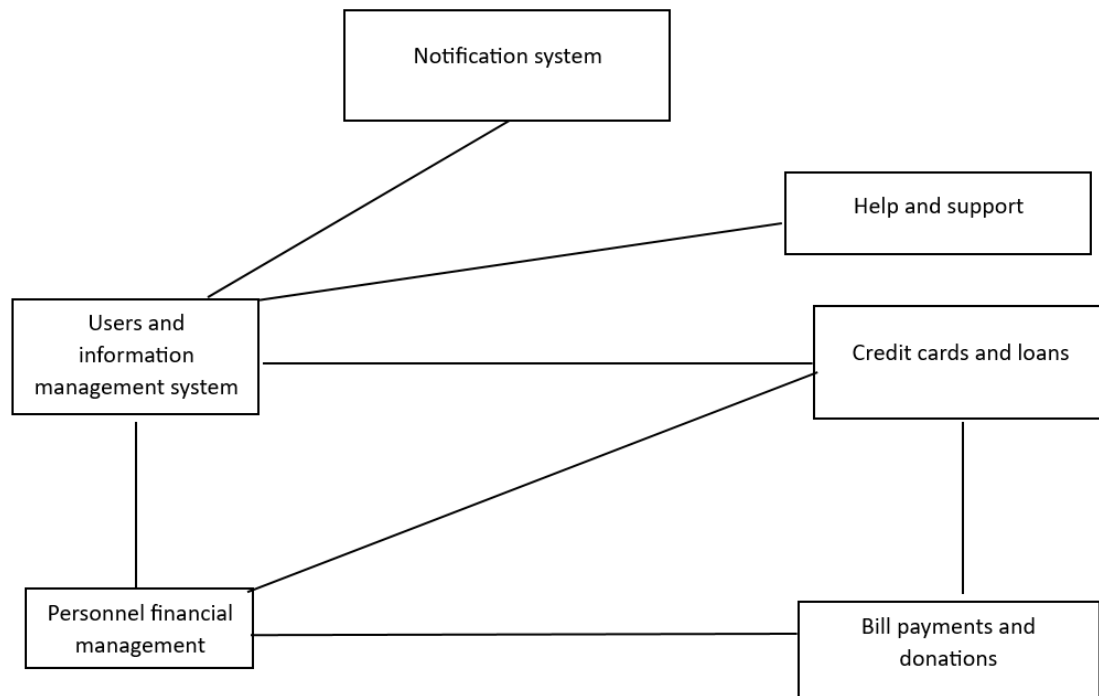 Notification system
Help and support
Users and
information
management system
Credit cards and loans
Personnel financial
management
Bill payments and
donations